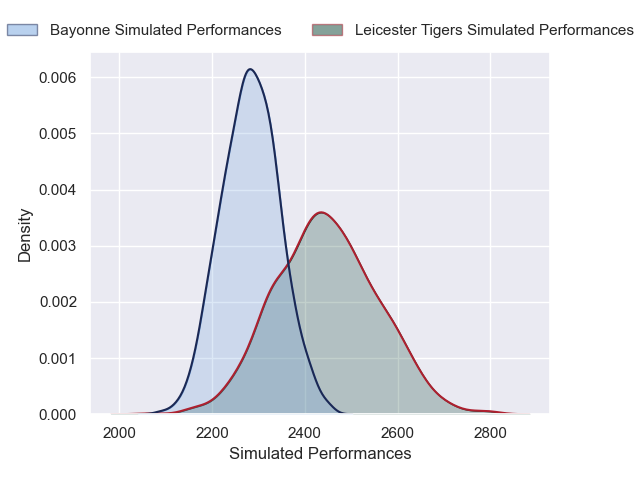 Bayonne Simulated Performances
Leicester Tigers Simulated Performances
0.006
0.005
0.004
0.003
0.002
0.001
0.000
Density
2000 2200 2400 2600 2800
Simulated Performances